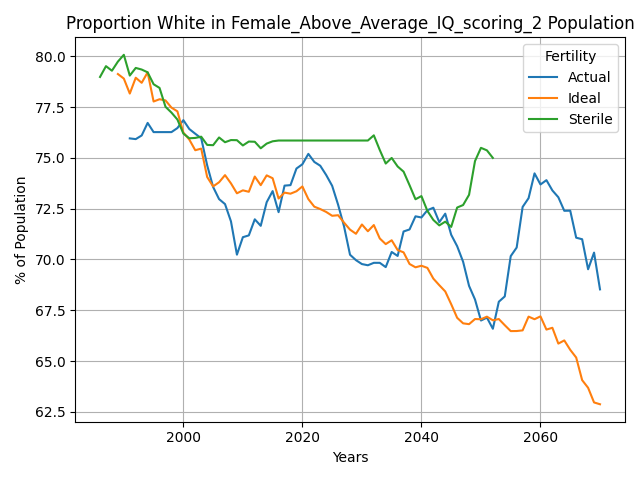 Proportion White in Female_Above_Average_IQ_scoring_2 Population
Fertility
Actual
Ideal
Sterile
% of Population
80.0
77.5
75.0
72.5
70.0
67.5
65.0
62.5
2000 2020 2040 2060
Years